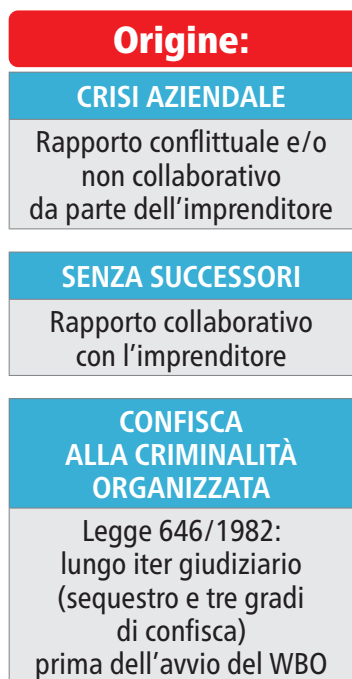 Origine:
CRISI AZIENDALE
Rapporto conflittuale e/o
non collaborativo
da parte dell'imprenditore
SENZA SUCCESSORI
Rapporto collaborativo
con l'imprenditore
CONFISCA
ALLA CRIMINALITÀ
ORGANIZZATA
Legge 646/1982:
lungo iter giudiziario
(sequestro e tre gradi
di confisca)
prima dell'avvio del WBO